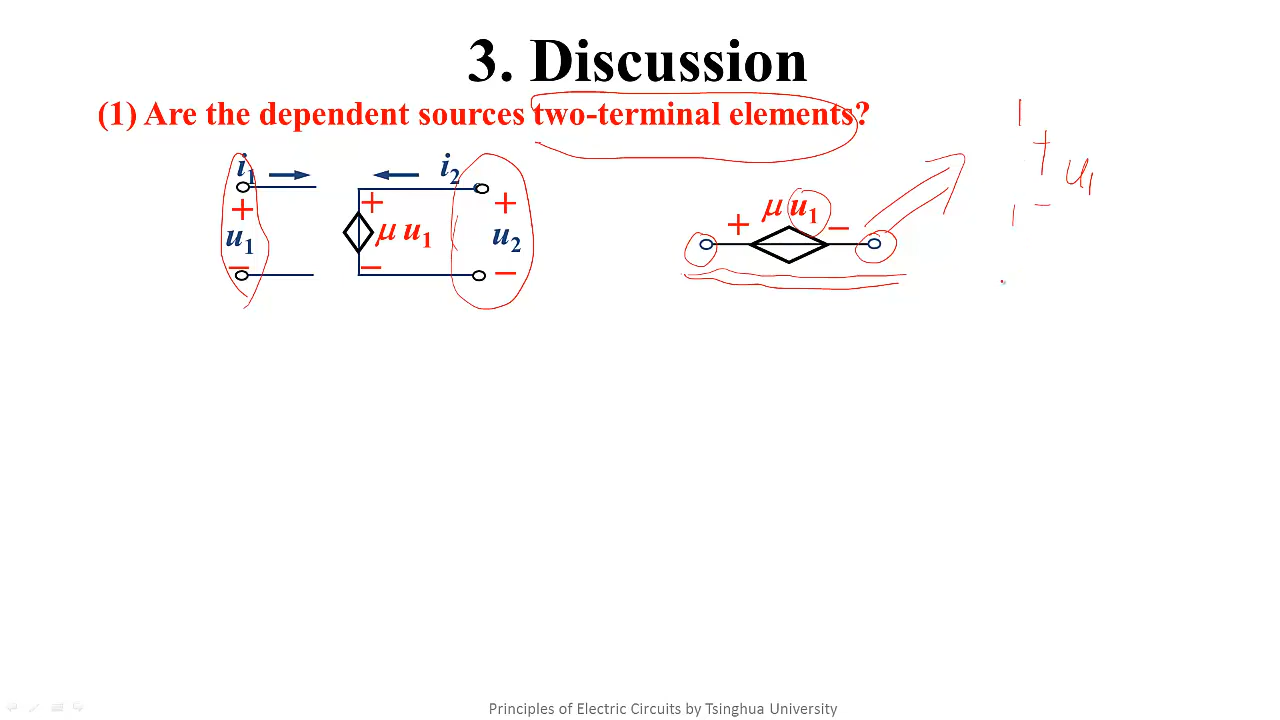 3. Discussion
(1) Are the dependent sources two-terminal elements?
i1 i2
+ + +
u1 μ u1 u2
− − −
μ u1
+ −
+
u1
−
Principles of Electric Circuits by Tsinghua University